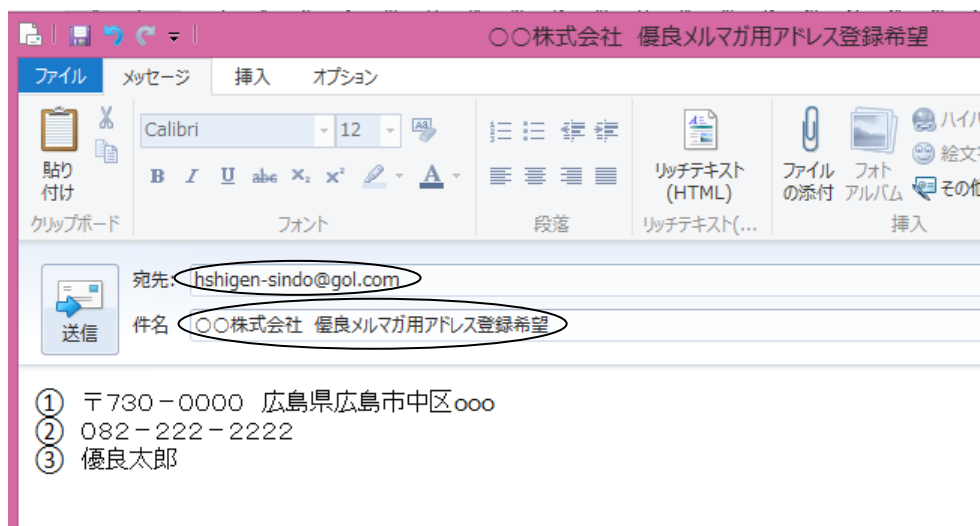 〇〇株式会社 優良メルマガ用アドレス登録希望
ファイル メッセージ 挿入 オプション
Calibri 12
貼り付け
B I U abc X₂ X² A
リッチテキスト
(HTML)
ファイル
の添付
フォト
アルバム
ハイパ
絵文字
その他
クリップボード フォント 段落 リッチテキスト(... 挿入
宛先: hshigen-sindo@gol.com
送信
件名 〇〇株式会社 優良メルマガ用アドレス登録希望
① 〒730-0000 広島県広島市中区ooo
② 082-222-2222
③ 優良太郎